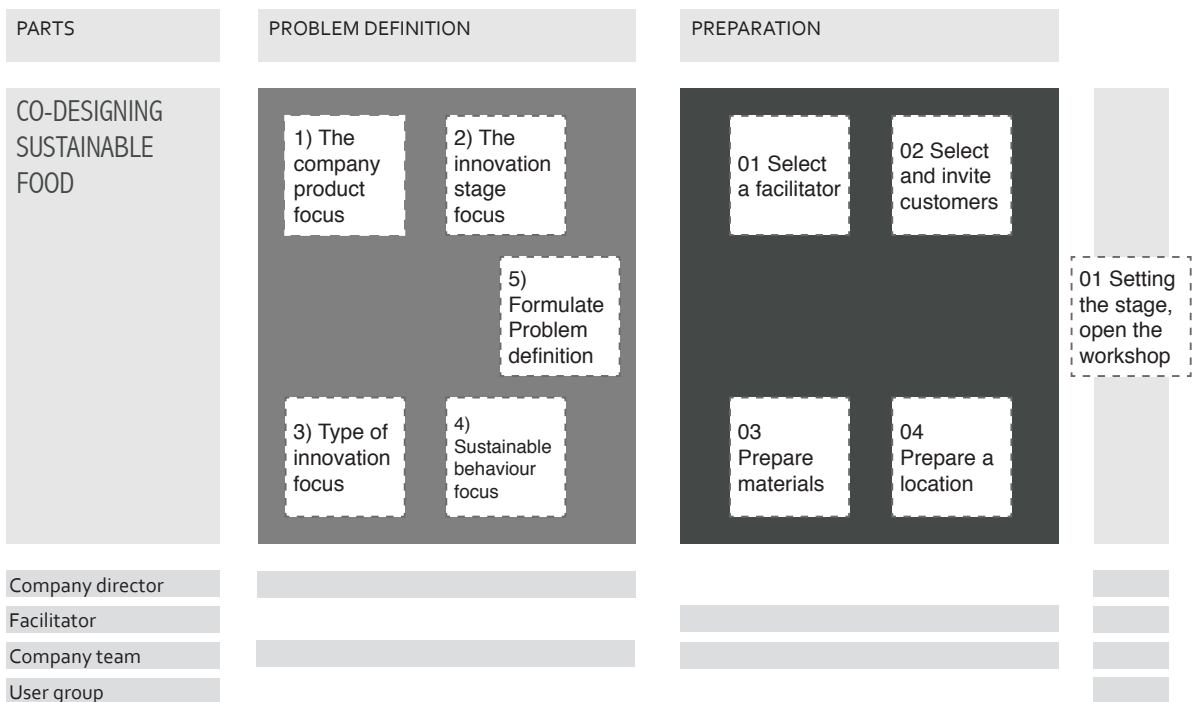 PARTS
PROBLEM DEFINITION
PREPARATION
CO-DESIGNING
SUSTAINABLE
FOOD
1) The
company
product
focus
2) The
innovation
stage
focus
5)
Formulate
Problem
definition
3) Type of
innovation
focus
4)
Sustainable
behaviour
focus
01 Select
a facilitator
02 Select
and invite
customers
03
Prepare
materials
04
Prepare a
location
01 Setting
the stage,
open the
workshop
Company director
Facilitator
Company team
User group